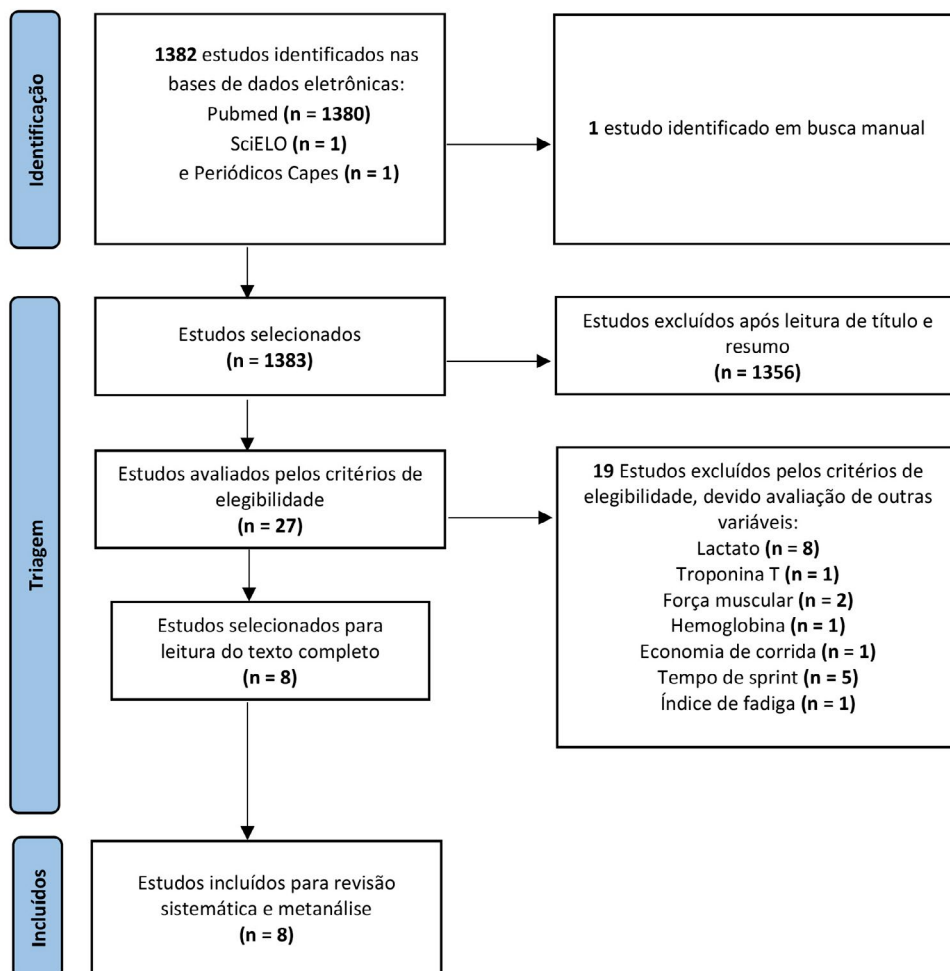 Identificação
1382 estudos identificados nas
bases de dados eletrônicas:
Pubmed (n = 1380)
SciELO (n = 1)
e Periódicos Capes (n = 1)
1 estudo identificado em busca manual
Triagem
Estudos selecionados
(n = 1383)
Estudos excluídos após leitura de título e
resumo
(n = 1356)
Estudos avaliados pelos critérios de
elegibilidade
(n = 27)
19 Estudos excluídos pelos critérios de
elegibilidade, devido avaliação de outras
variáveis:
Lactato (n = 8)
Troponina T (n = 1)
Força muscular (n = 2)
Hemoglobina (n = 1)
Economia de corrida (n = 1)
Tempo de sprint (n = 5)
Índice de fadiga (n = 1)
Estudos selecionados para
leitura do texto completo
(n = 8)
Incluídos
Estudos incluídos para revisão
sistemática e metanálise
(n = 8)